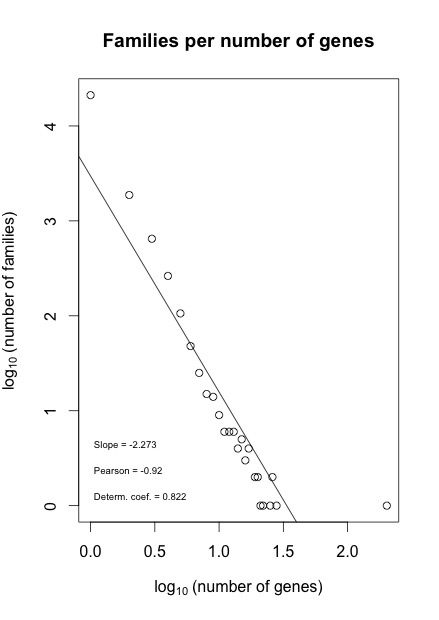 Families per number of genes
log10 (number of families)
4
3
2
1
0
Slope = -2.273
Pearson = -0.92
Determ. coef. = 0.822
0.0 0.5 1.0 1.5 2.0
log10 (number of genes)